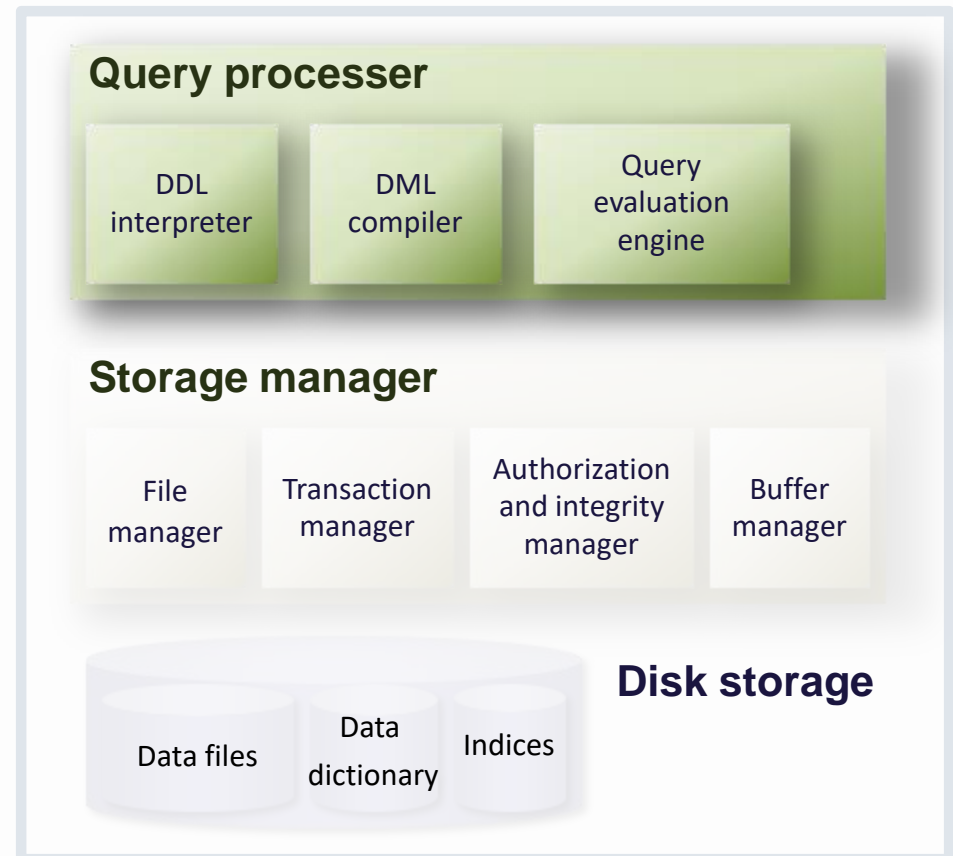 Query processer
DDL
interpreter
DML
compiler
Query
evaluation
engine
Storage manager
File
manager
Transaction
manager
Authorization
and integrity
manager
Buffer
manager
Disk storage
Data files
Data
dictionary
Indices